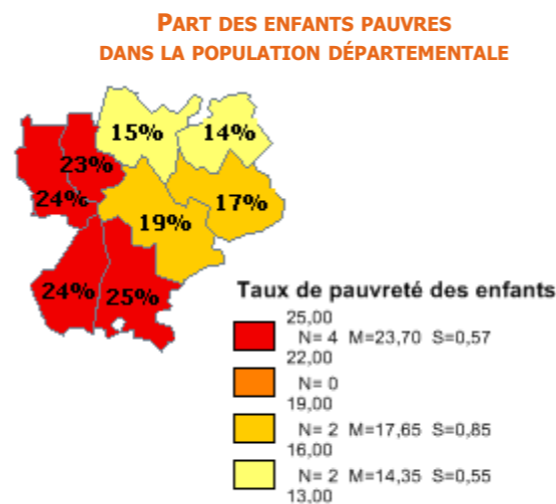 PART DES ENFANTS PAUVRES
DANS LA POPULATION DÉPARTEMENTALE
15%
14%
23%
24%
17%
19%
24%
25%
Taux de pauvreté des enfants
25,00
N= 4 M=23,70 S=0,57
22,00
N= 0
19,00
N= 2 M=17,65 S=0,85
16,00
N= 2 M=14,35 S=0,55
13,00